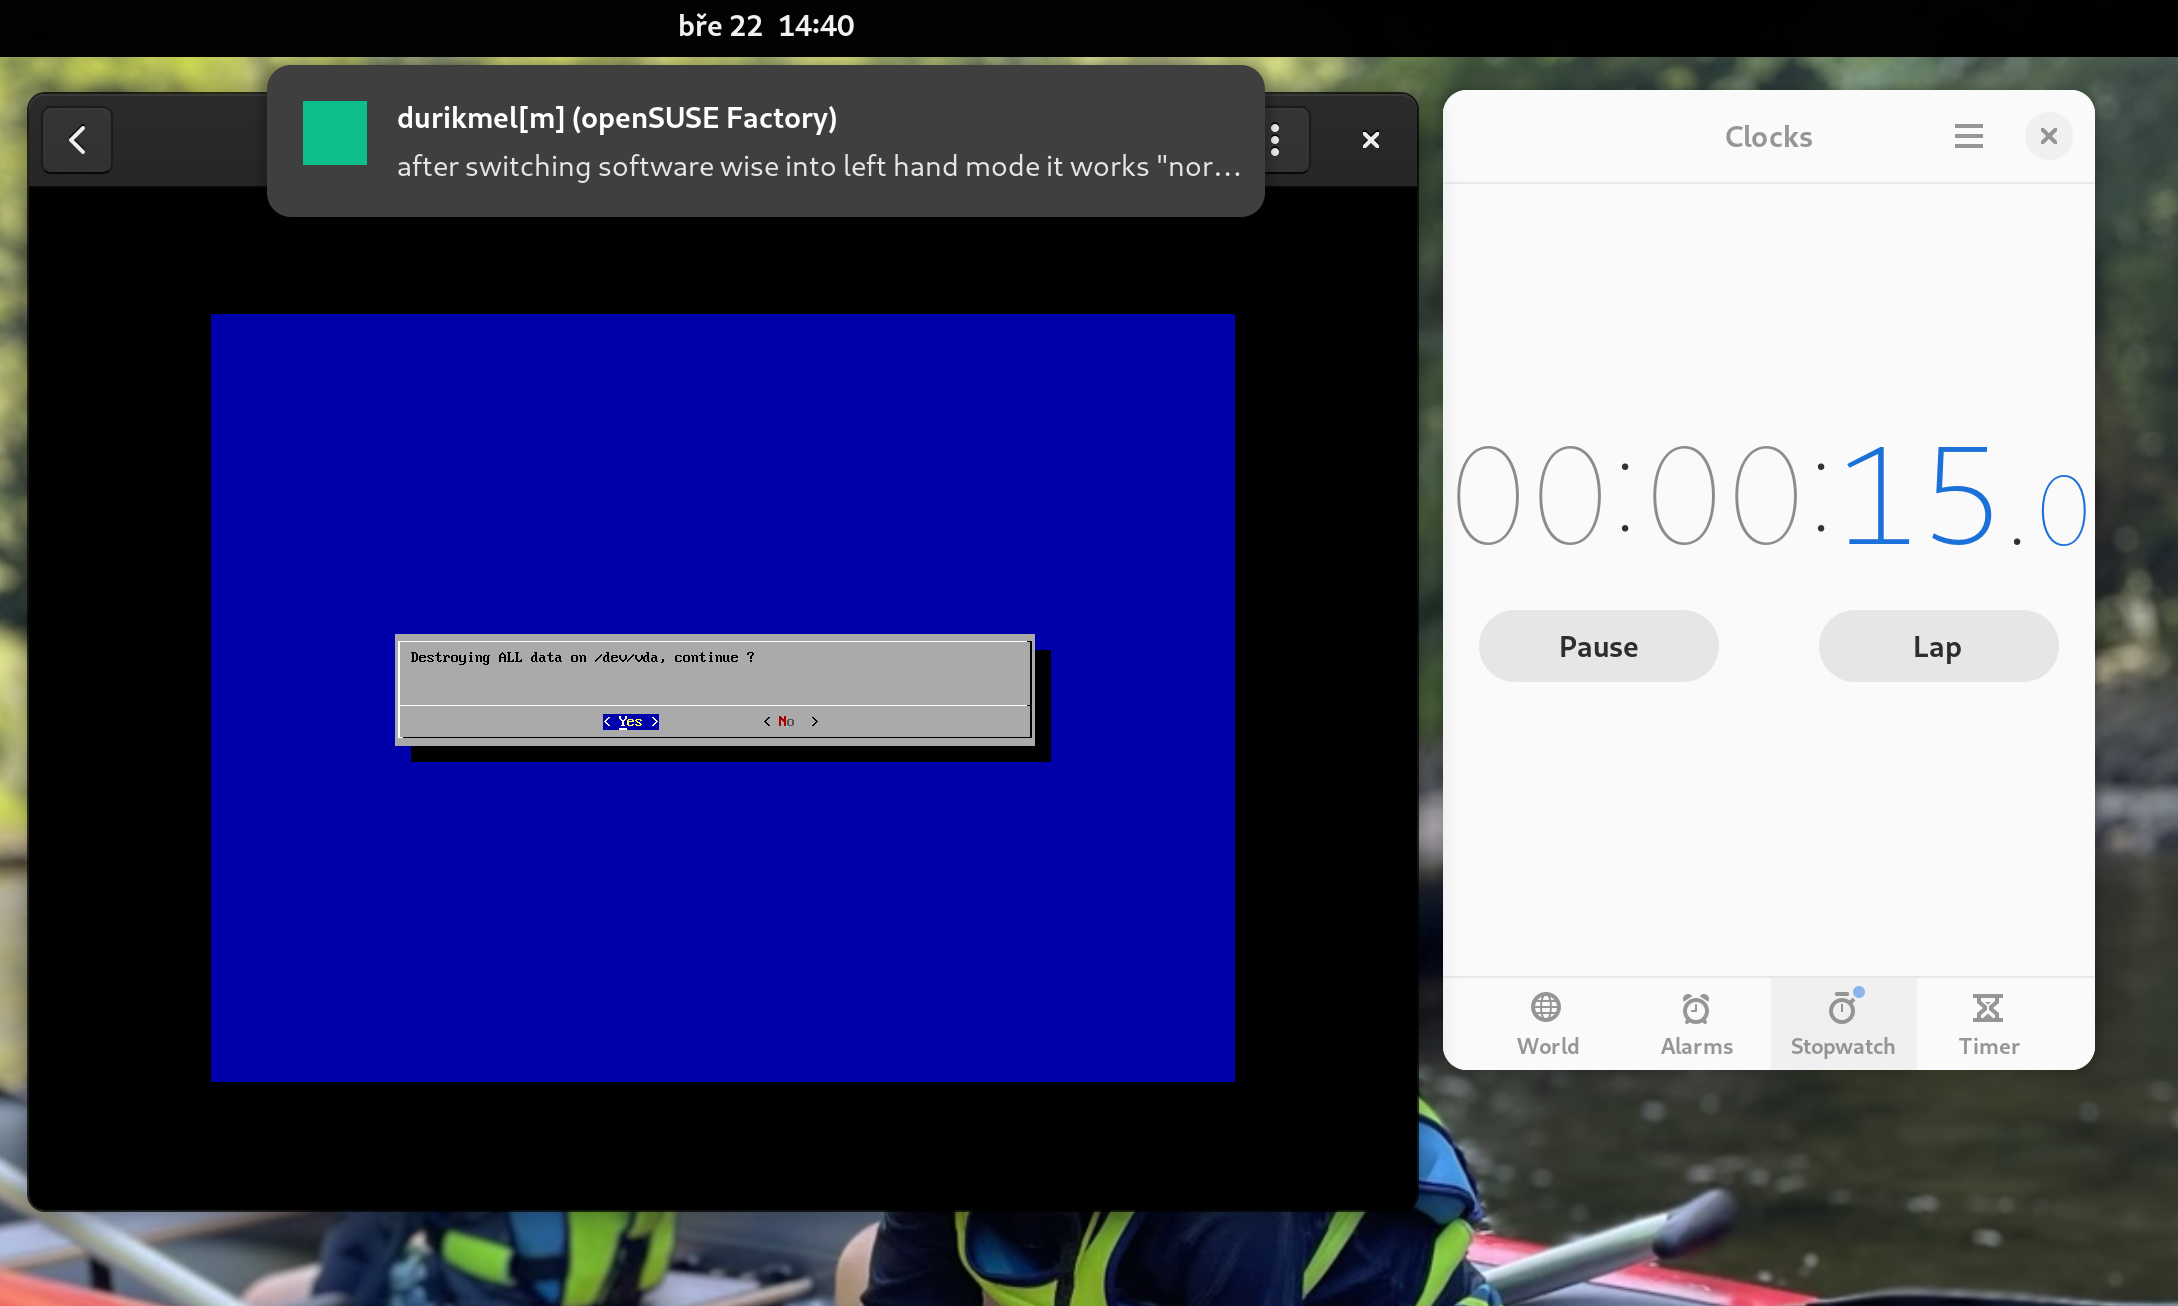 bře 22 14:40
durikmel[m] (openSUSE Factory)
after switching software wise into left hand mode it works "nor…
Destroying ALL data on /dev/vda, continue ?
< Yes > < No >
Clocks
00:00:15.0
Pause Lap
World Alarms Stopwatch Timer